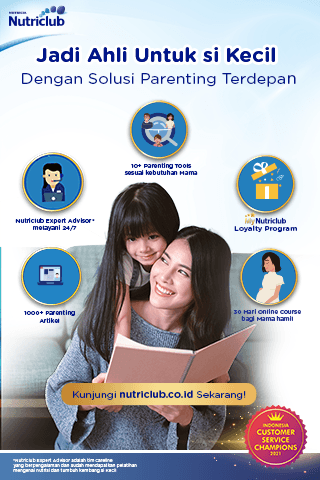 NUTRICIA
Nutriclub
Jadi Ahli Untuk si Kecil
Dengan Solusi Parenting Terdepan
10+ Parenting Tools
sesuai kebutuhan Mama
Nutriclub Expert Advisor*
melayani 24/7
My Nutriclub
Loyalty Program
1000+ Parenting
Artikel
30 Hari Online Course
bagi Mama hamil
Kunjungi nutriclub.co.id Sekarang!
INDONESIA
CUSTOMER
SERVICE
CHAMPIONS
2021
*Nutriclub Expert Advisor adalah tim careline
yang berpengalaman dan sudah mendapatkan pelatihan
mengenai nutrisi dan tumbuh kembang si kecil